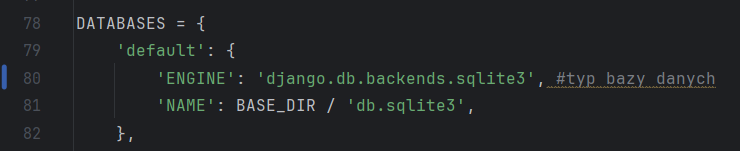 78 DATABASES = {
79 'default': {
80 'ENGINE': 'django.db.backends.sqlite3', #typ bazy danych
81 'NAME': BASE_DIR / 'db.sqlite3',
82 },